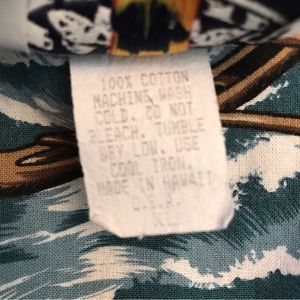 100% COTTON
MACHINE WASH
COLD. DO NOT
BLEACH. TUMBLE
DRY LOW. USE
COOL IRON.
MADE IN HAWAII
U.S.A.
XL